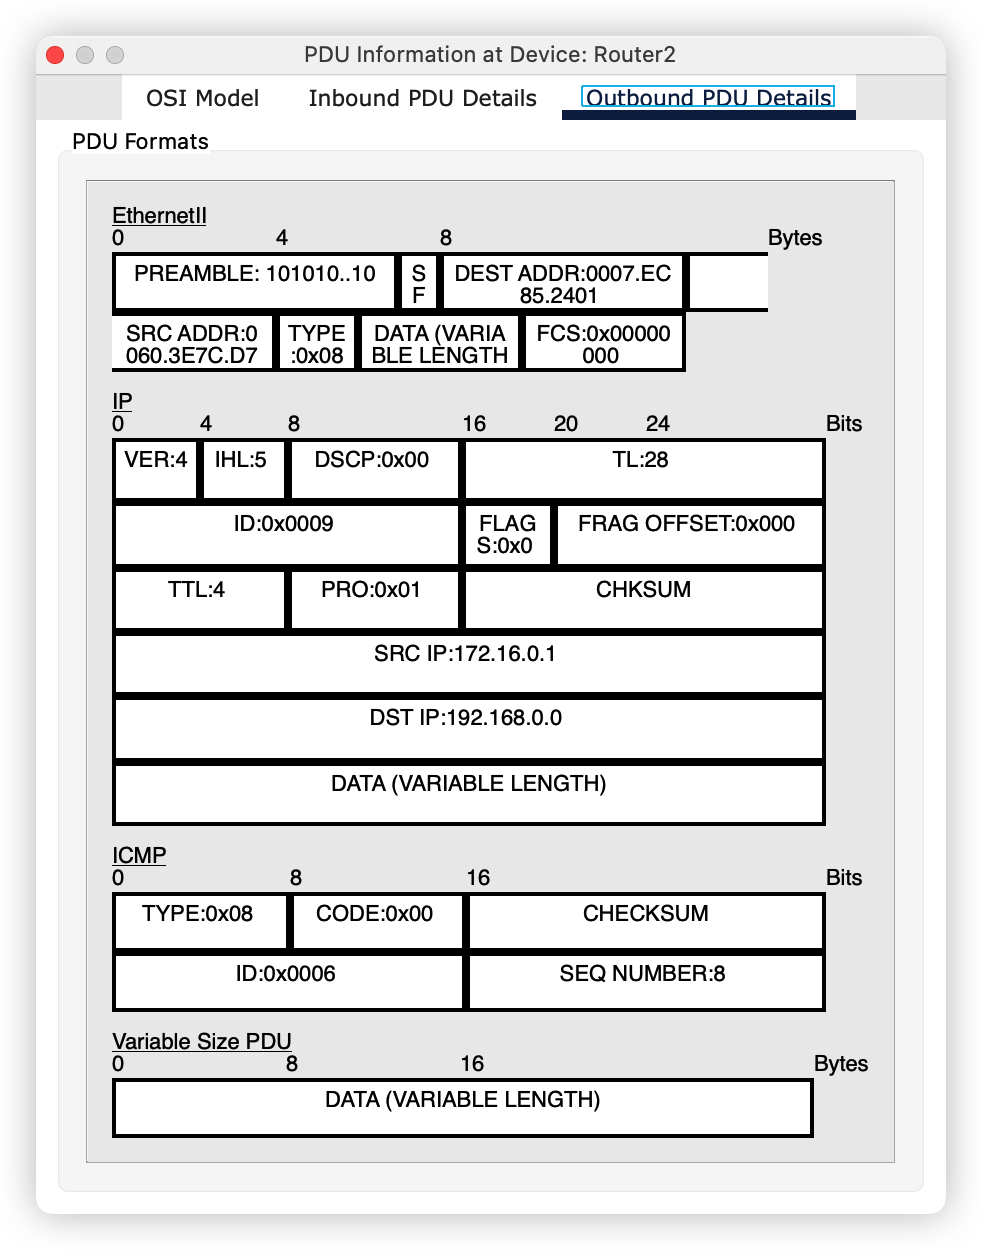 PDU Information at Device: Router2
OSI Model Inbound PDU Details Outbound PDU Details
PDU Formats
EthernetII
0 4 8 Bytes
PREAMBLE: 101010..10 S DEST ADDR:0007.EC
F 85.2401
SRC ADDR:0 TYPE DATA (VARIA FCS:0x00000
060.3E7C.D7 :0x08 BLE LENGTH 000
IP
0 4 8 16 20 24 Bits
VER:4 IHL:5 DSCP:0x00 TL:28
ID:0x0009 FLAG FRAG OFFSET:0x000
S:0x0
TTL:4 PRO:0x01 CHKSUM
SRC IP:172.16.0.1
DST IP:192.168.0.0
DATA (VARIABLE LENGTH)
ICMP
0 8 16 Bits
TYPE:0x08 CODE:0x00 CHECKSUM
ID:0x0006 SEQ NUMBER:8
Variable Size PDU
0 8 16 Bytes
DATA (VARIABLE LENGTH)